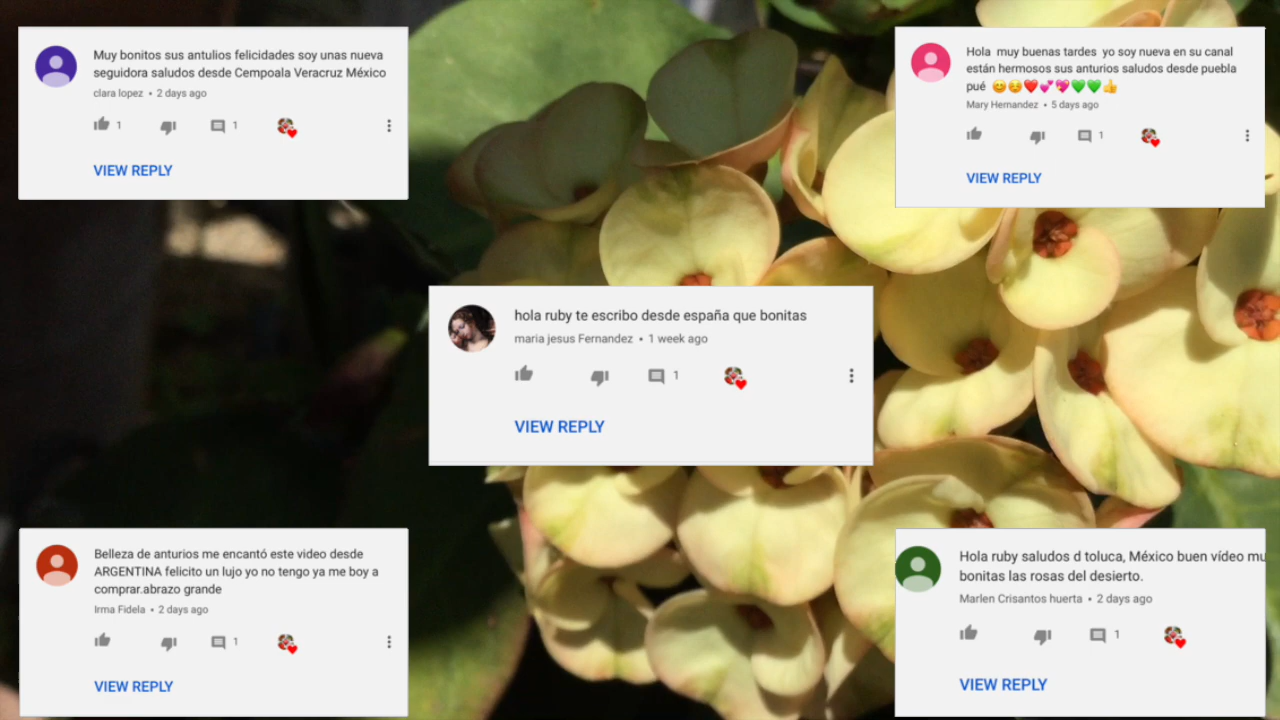 Muy bonitos sus antulios felicidades soy unas nueva
seguidora saludos desde Cempoala Veracruz México
clara lopez • 2 days ago
1
1
VIEW REPLY
Hola muy buenas tardes yo soy nueva en su canal
están hermosos sus anturios saludos desde puebla
pué 😊☺️❤️💕💖💚💚👍
Mary Hernandez • 5 days ago
1
VIEW REPLY
hola ruby te escribo desde españa que bonitas
maria jesus Fernandez • 1 week ago
1
VIEW REPLY
Belleza de anturios me encantó este video desde
ARGENTINA felicito un lujo yo no tengo ya me boy a
comprar.abrazo grande
Irma Fidela • 2 days ago
1
VIEW REPLY
Hola ruby saludos d toluca, México buen vídeo mu
bonitas las rosas del desierto.
Marlen Crisantos huerta • 2 days ago
1
VIEW REPLY